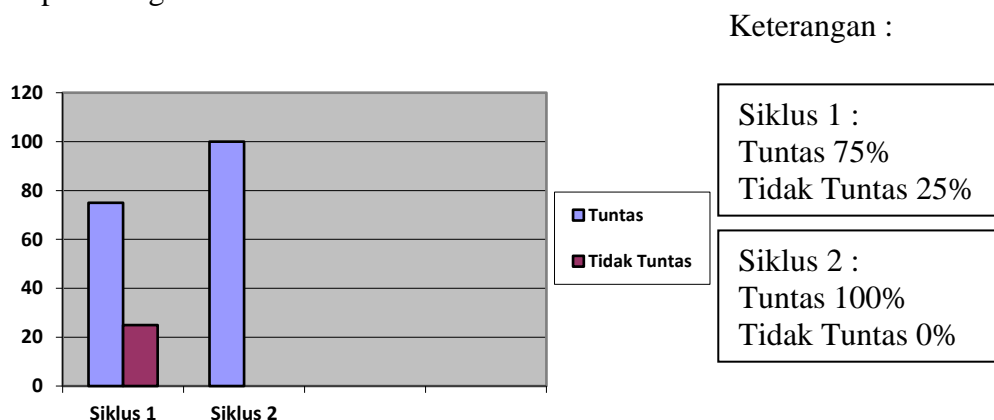 Keterangan :
120
100
80
60
40
20
0
Siklus 1
Siklus 2
Tuntas
Tidak Tuntas
Siklus 1 :
Tuntas 75%
Tidak Tuntas 25%
Siklus 2 :
Tuntas 100%
Tidak Tuntas 0%